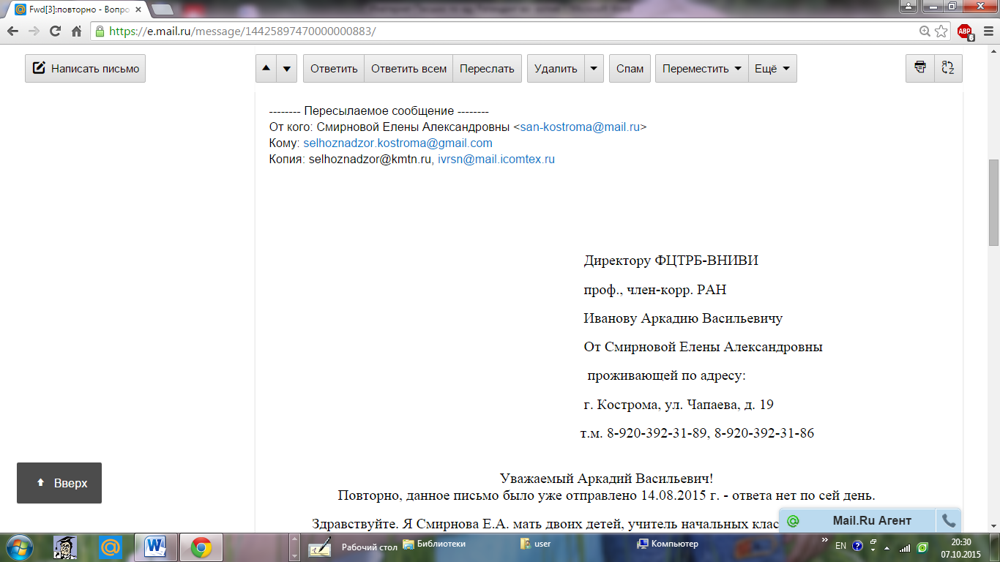 Fwd[3]:повторно - Вопро
https://e.mail.ru/message/14425897470000000883/
ABP
6
Написать письмо
Ответить
Ответить всем
Переслать
Удалить
Спам
Переместить
Ещё
-------- Пересылаемое сообщение --------
От кого: Смирновой Елены Александровны <san-kostroma@mail.ru>
Кому: selhoznadzor.kostroma@gmail.com
Копия: selhoznadzor@kmtn.ru, ivrsn@mail.icomtex.ru
Директору ФЦТРБ-ВНИВИ
проф., член-корр. РАН
Иванову Аркадию Васильевичу
От Смирновой Елены Александровны
проживающей по адресу:
г. Кострома, ул. Чапаева, д. 19
т.м. 8-920-392-31-89, 8-920-392-31-86
Вверх
Уважаемый Аркадий Васильевич!
Повторно, данное письмо было уже отправлено 14.08.2015 г. - ответа нет по сей день.
Здравствуйте. Я Смирнова Е.А. мать двоих детей, учитель начальных клас
Mail.Ru Агент
Рабочий стол
Библиотеки
user
Компьютер
EN
20:30
07.10.2015